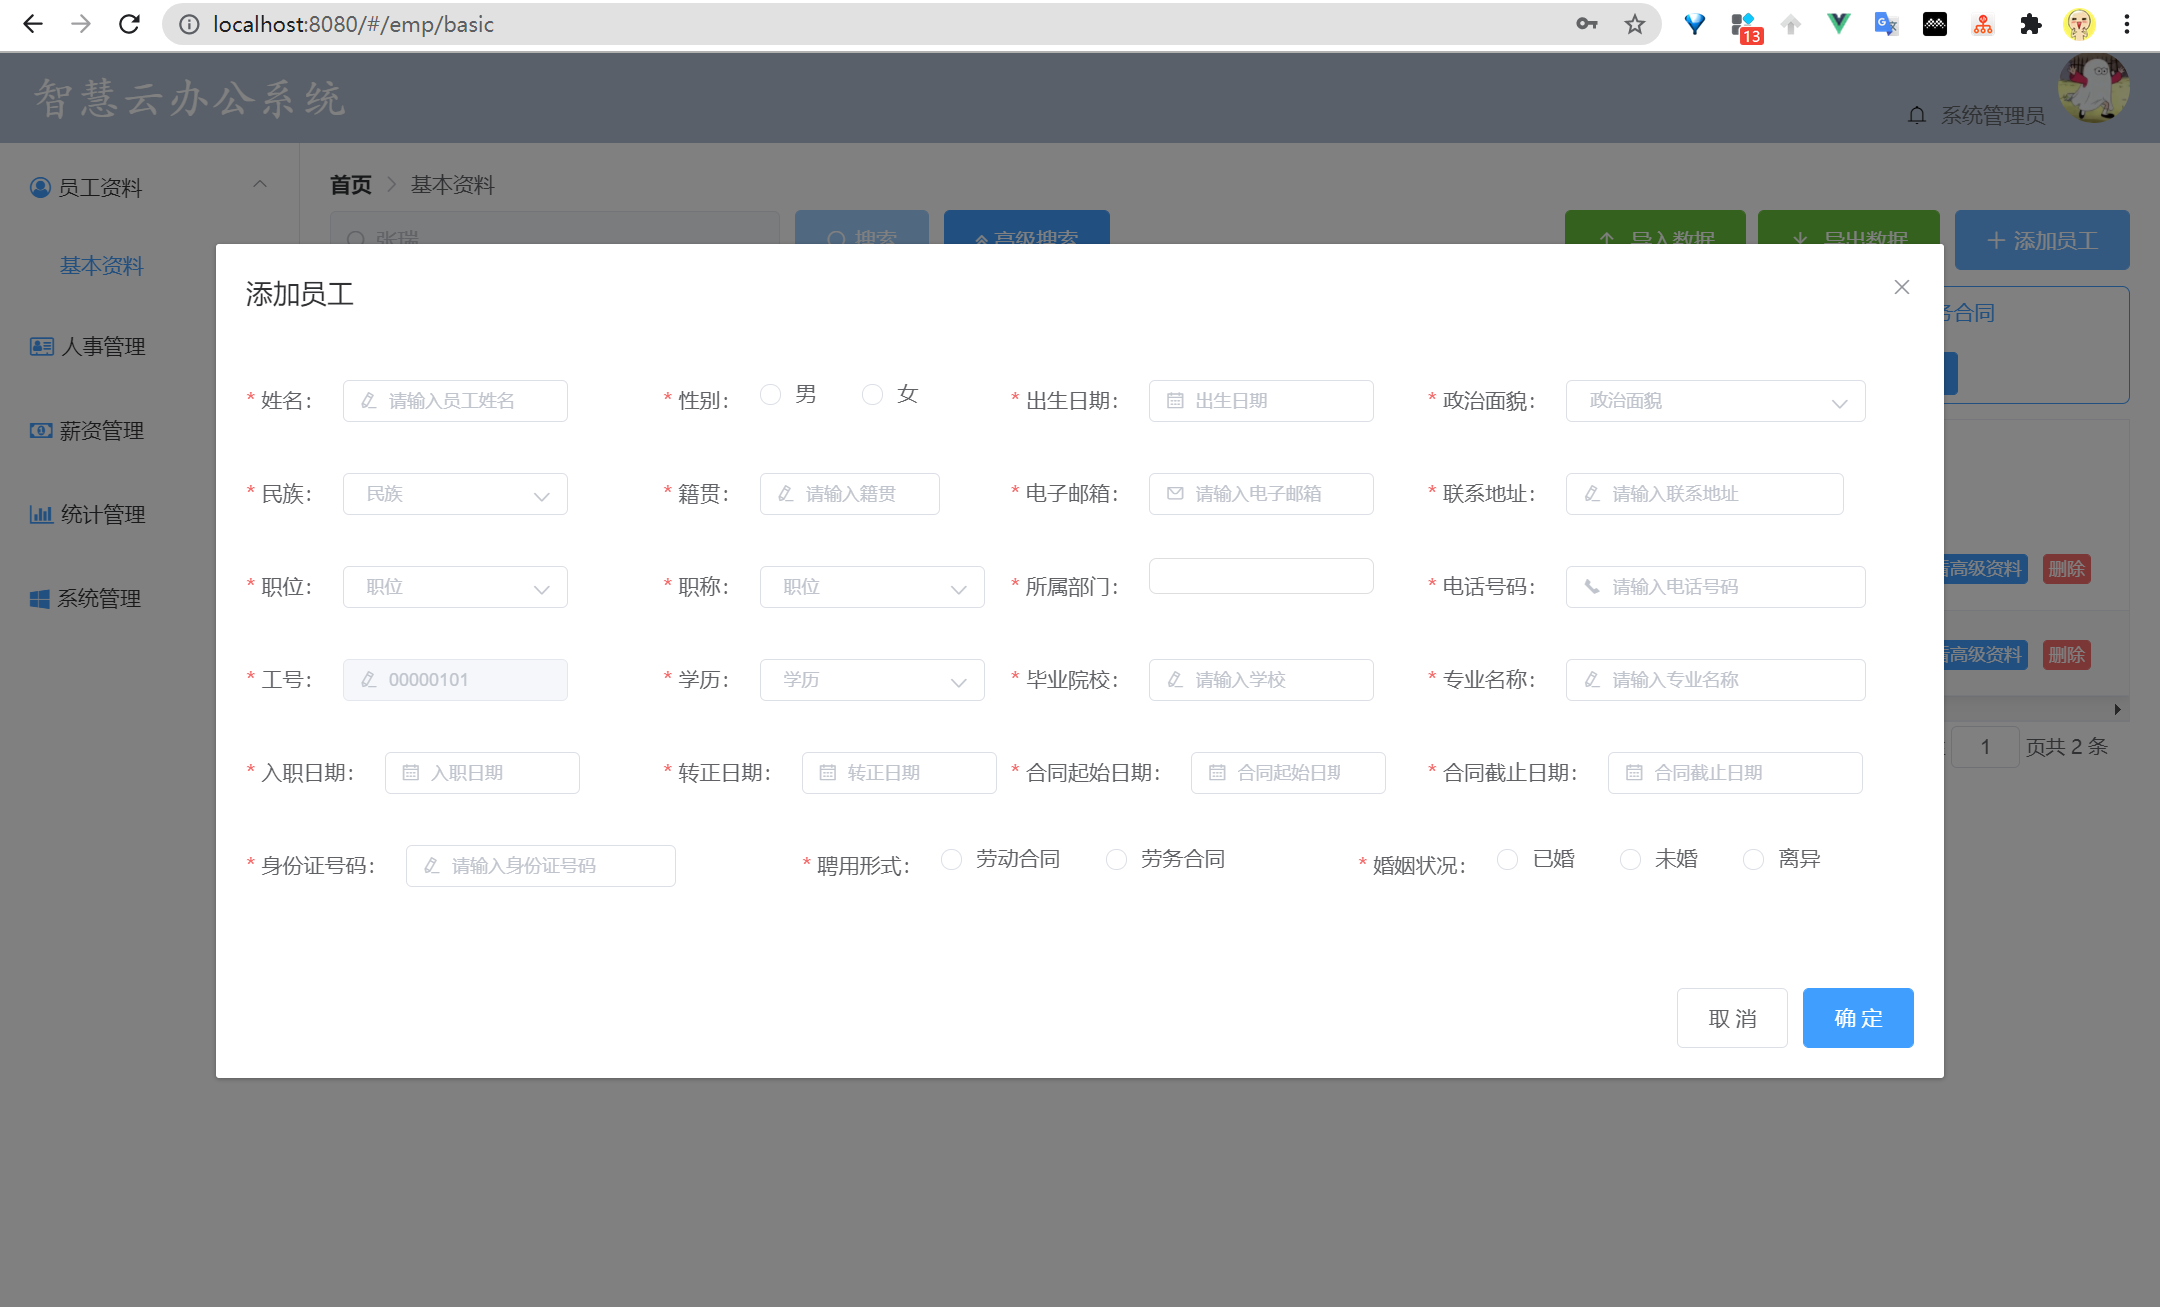 localhost:8080/#/emp/basic
13
智慧云办公系统
系统管理员
员工资料
首页
基本资料
张瑞
搜索
高级搜索
导入数据
导出数据
添加员工
基本资料
人事管理
薪资管理
统计管理
系统管理
添加员工
务合同
* 姓名:
请输入员工姓名
* 性别:
男
女
* 出生日期:
出生日期
* 政治面貌:
政治面貌
* 民族:
民族
* 籍贯:
请输入籍贯
* 电子邮箱:
请输入电子邮箱
* 联系地址:
请输入联系地址
* 职位:
职位
* 职称:
职位
* 所属部门:
* 电话号码:
请输入电话号码
看高级资料
删除
* 工号:
00000101
* 学历:
学历
* 毕业院校:
请输入学校
* 专业名称:
请输入专业名称
看高级资料
删除
1
页共 2 条
* 入职日期:
入职日期
* 转正日期:
转正日期
* 合同起始日期:
合同起始日期
* 合同截止日期:
合同截止日期
* 身份证号码:
请输入身份证号码
* 聘用形式:
劳动合同
劳务合同
* 婚姻状况:
已婚
未婚
离异
取 消
确 定